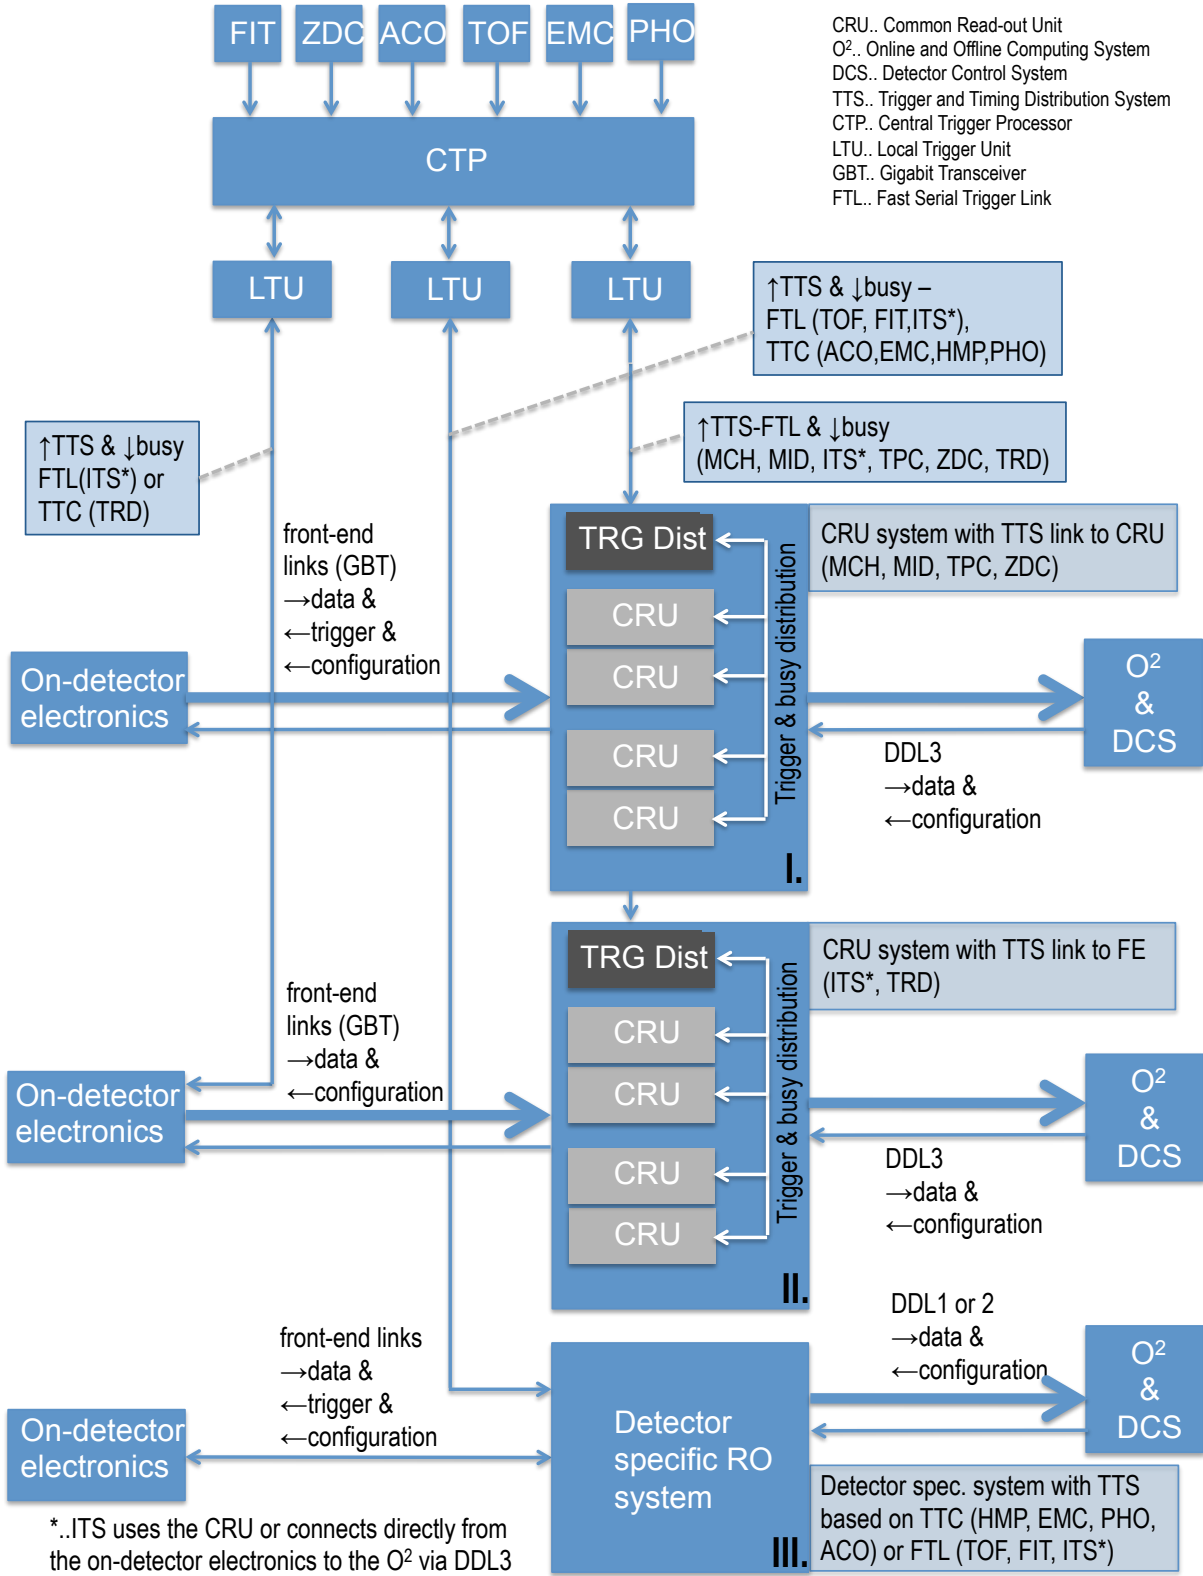 FIT ZDC ACO TOF EMC PHO
CRU.. Common Read-out Unit
O².. Online and Offline Computing System
DCS.. Detector Control System
TTS.. Trigger and Timing Distribution System
CTP.. Central Trigger Processor
LTU.. Local Trigger Unit
GBT.. Gigabit Transceiver
FTL.. Fast Serial Trigger Link
CTP
LTU LTU LTU
↑TTS & ↓busy –
FTL (TOF, FIT,ITS*),
TTC (ACO,EMC,HMP,PHO)
↑TTS & ↓busy
FTL(ITS*) or
TTC (TRD)
↑TTS-FTL & ↓busy
(MCH, MID, ITS*, TPC, ZDC, TRD)
front-end
links (GBT)
→data &
←trigger &
←configuration
TRG Dist
CRU
CRU
CRU
CRU
Trigger & busy distribution
I.
CRU system with TTS link to CRU
(MCH, MID, TPC, ZDC)
On-detector
electronics
O²
&
DCS
DDL3
→data &
←configuration
front-end
links (GBT)
→data &
←configuration
TRG Dist
CRU
CRU
CRU
CRU
Trigger & busy distribution
II.
CRU system with TTS link to FE
(ITS*, TRD)
On-detector
electronics
O²
&
DCS
DDL3
→data &
←configuration
front-end links
→data &
←trigger &
←configuration
On-detector
electronics
Detector
specific RO
system
III.
DDL1 or 2
→data &
←configuration
O²
&
DCS
Detector spec. system with TTS
based on TTC (HMP, EMC, PHO,
ACO) or FTL (TOF, FIT, ITS*)
*..ITS uses the CRU or connects directly from
the on-detector electronics to the O² via DDL3